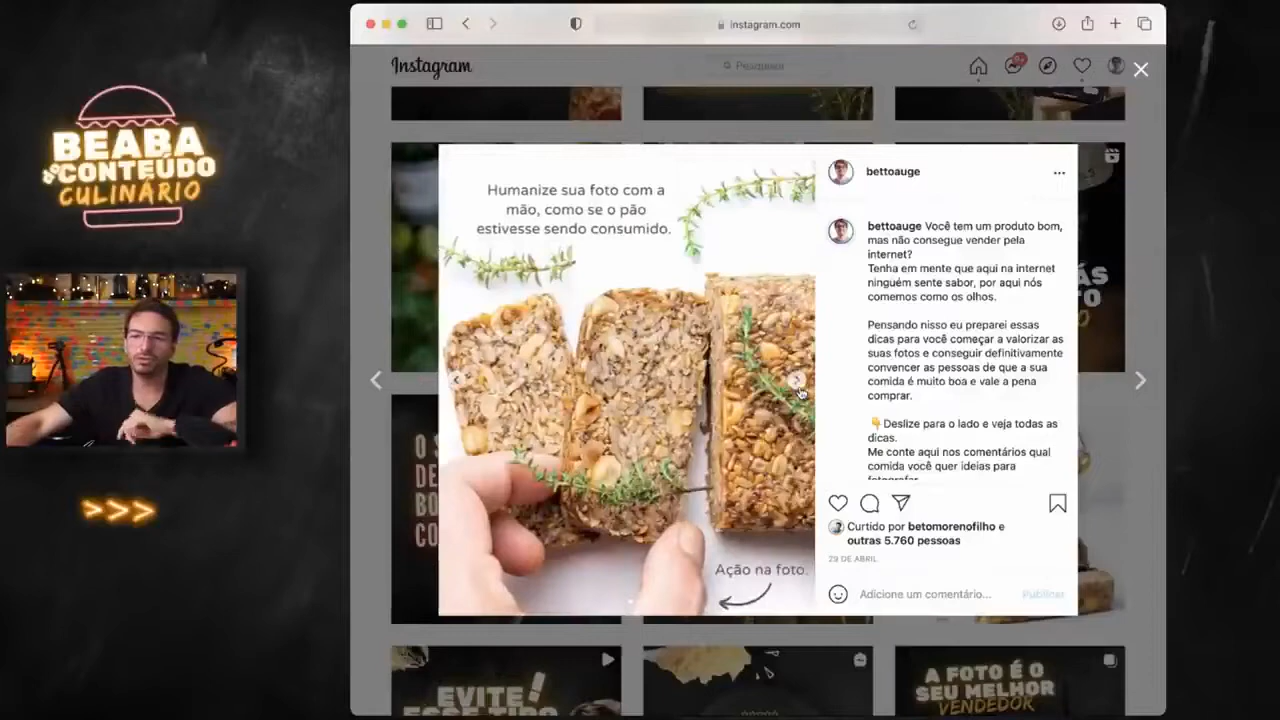 instagram.com
Instagram
Pesquisar
BEABA
CONTEÚDO
CULINÁRIO
>>>
Humanize sua foto com a
mão, como se o pão
estivesse sendo consumido.
Ação na foto.
bettoauge
bettoauge Você tem um produto bom,
mas não consegue vender pela
internet?
Tenha em mente que aqui na internet
ninguém sente sabor, por aqui nós
comemos como os olhos.
Pensando nisso eu preparei essas
dicas para você começar a valorizar as
suas fotos e conseguir definitivamente
convencer as pessoas de que a sua
comida é muito boa e vale a pena
comprar.
👇Deslize para o lado e veja todas as
dicas.
Me conte aqui nos comentários qual
comida você quer ideias para
fotografar
Curtido por betomorenofilho e
outras 5.760 pessoas
29 DE ABRIL
Adicione um comentário...
Publicar
EVITE!
ESSE TIPO
A FOTO É O
SEU MELHOR
VENDEDOR